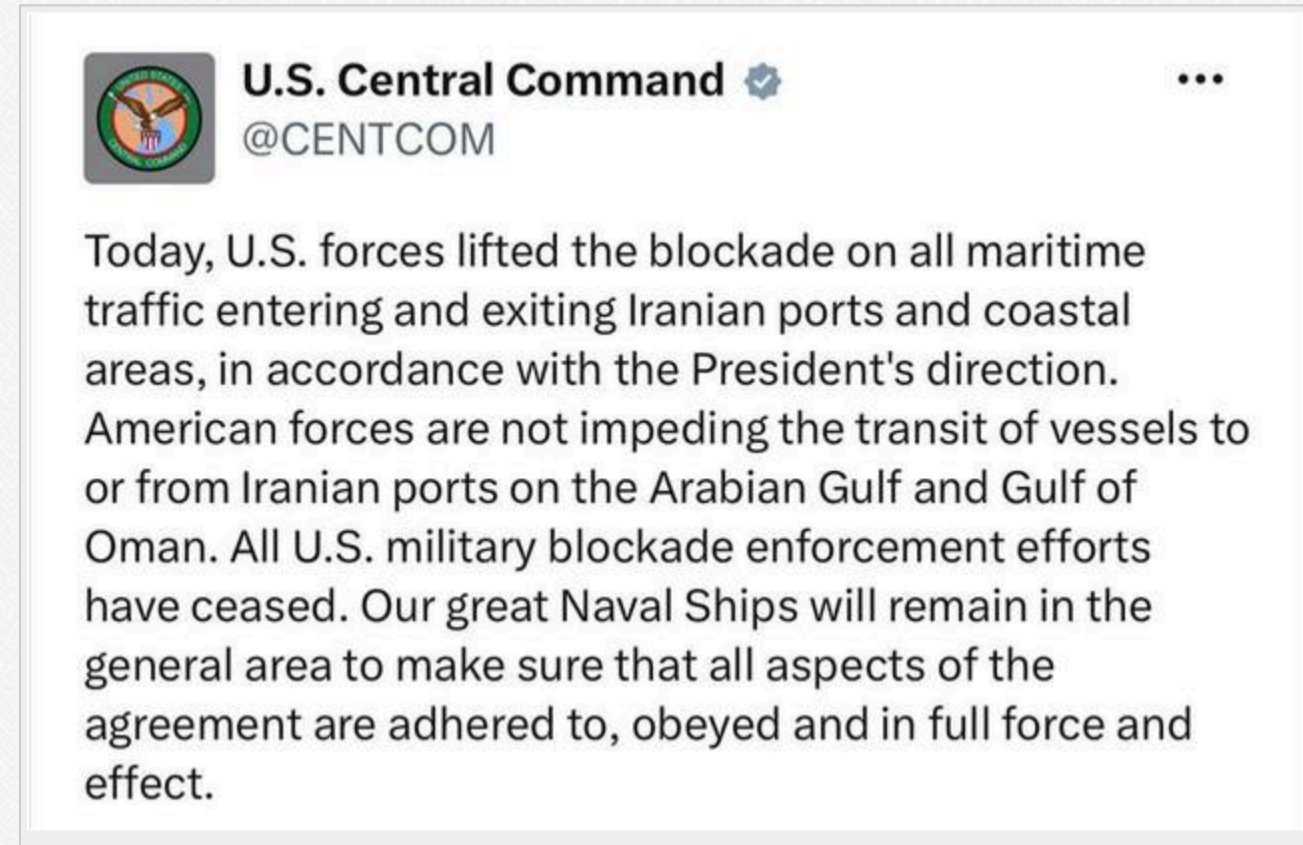 U.S. Central Command
@CENTCOM
Today, U.S. forces lifted the blockade on all maritime
traffic entering and exiting Iranian ports and coastal
areas, in accordance with the President's direction.
American forces are not impeding the transit of vessels to
or from Iranian ports on the Arabian Gulf and Gulf of
Oman. All U.S. military blockade enforcement efforts
have ceased. Our great Naval Ships will remain in the
general area to make sure that all aspects of the
agreement are adhered to, obeyed and in full force and
effect.